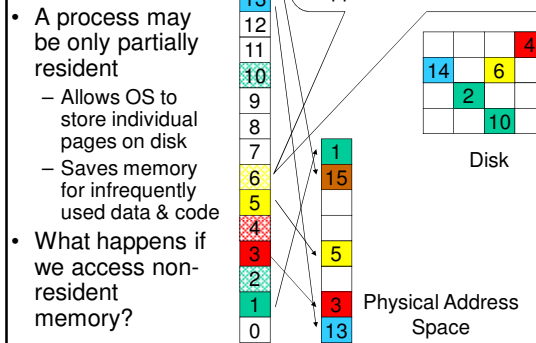 • A process may
be only partially
resident
– Allows OS to
store individual
pages on disk
– Saves memory
for infrequently
used data & code
• What happens if
we access non-
resident
memory?
13
12
11
10
9
8
7
6
5
4
3
2
1
0
1
15
5
3
13
Physical Address
Space
4
14 6
2
10
Disk